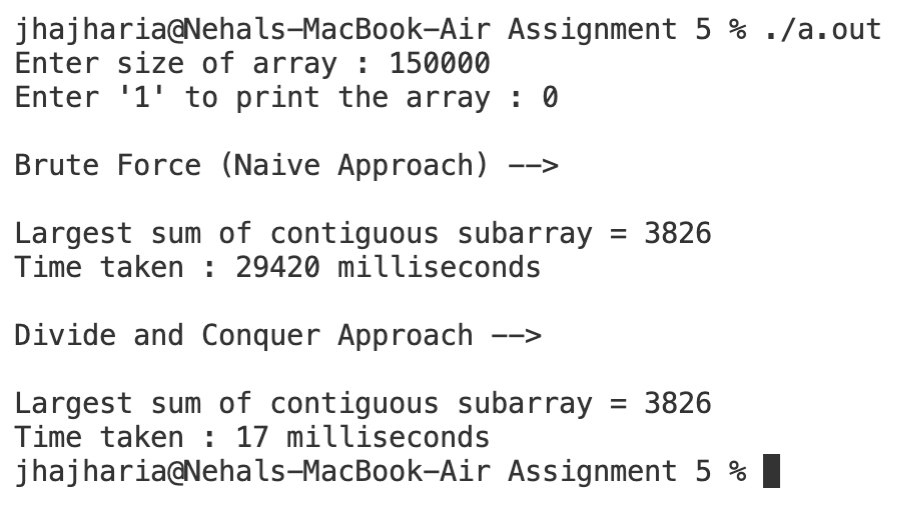 jhajharia@Nehals-MacBook-Air Assignment 5 % ./a.out
Enter size of array : 150000
Enter '1' to print the array : 0
Brute Force (Naive Approach) -->
Largest sum of contiguous subarray = 3826
Time taken : 29420 milliseconds
Divide and Conquer Approach -->
Largest sum of contiguous subarray = 3826
Time taken : 17 milliseconds
jhajharia@Nehals-MacBook-Air Assignment 5 %